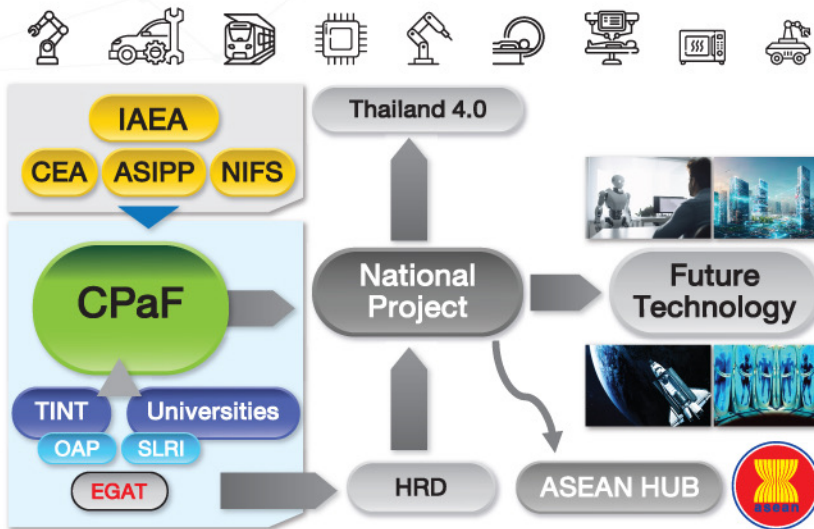 IAEA
CEA
ASIPP
NIFS
Thailand 4.0
CPaF
National
Project
Future
Technology
TINT
Universities
OAP
SLRI
EGAT
HRD
ASEAN HUB
asean